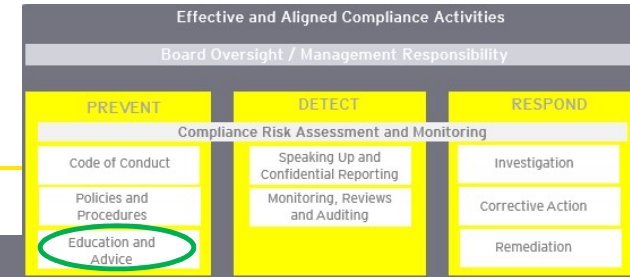 Effective and Aligned Compliance Activities
Board Oversight / Management Responsibility
PREVENT
DETECT
RESPOND
Compliance Risk Assessment and Monitoring
Code of Conduct
Policies and
Procedures
Education and
Advice
Speaking Up and
Confidential Reporting
Monitoring, Reviews
and Auditing
Investigation
Corrective Action
Remediation